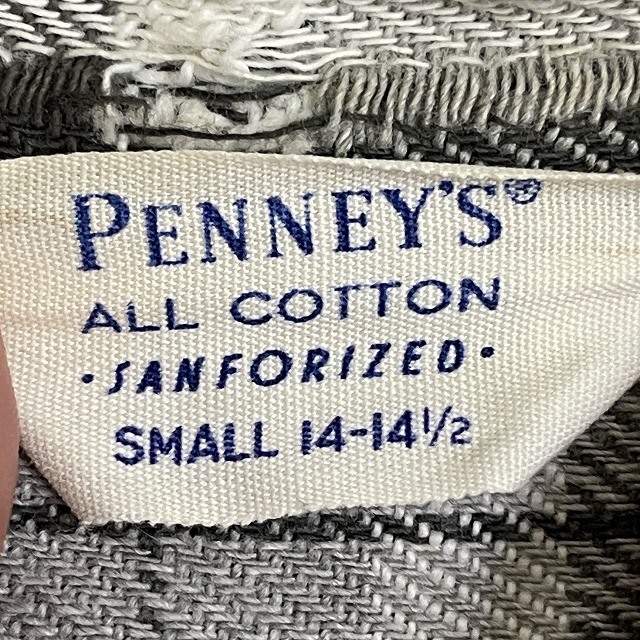 PENNEY'S®
ALL COTTON
·SANFORIZED·
SMALL 14-14½